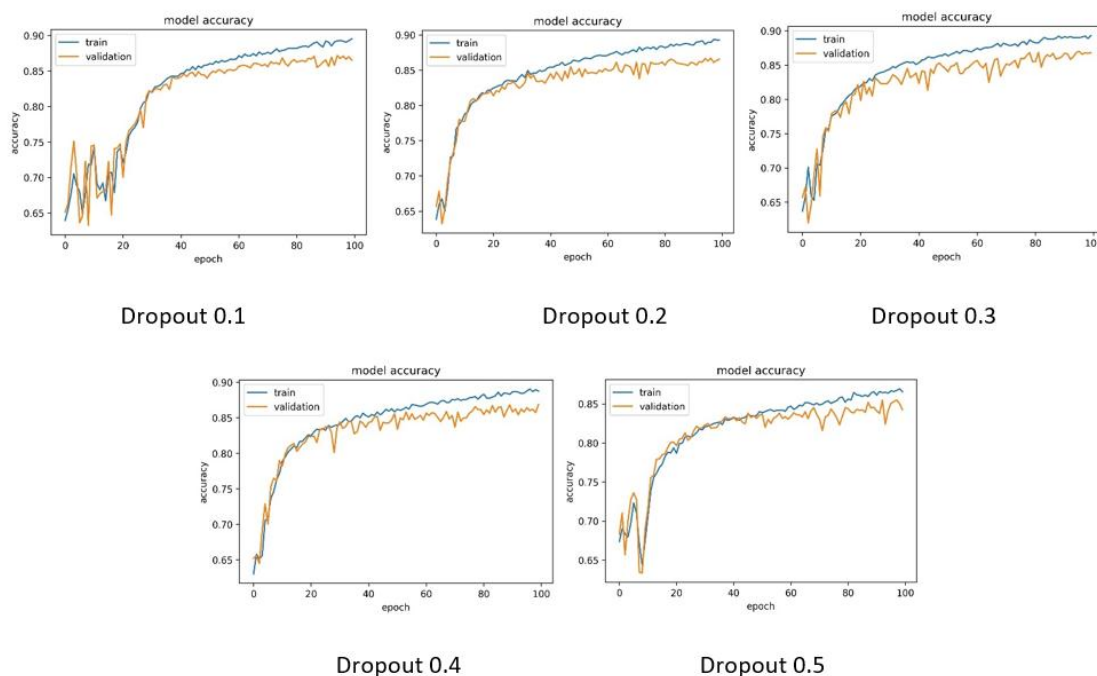 model accuracy
train
validation
accuracy
0.90
0.85
0.80
0.75
0.70
0.65
0 20 40 60 80 100
epoch
Dropout 0.1
model accuracy
train
validation
accuracy
0.90
0.85
0.80
0.75
0.70
0.65
0 20 40 60 80 100
epoch
Dropout 0.2
model accuracy
train
validation
accuracy
0.90
0.85
0.80
0.75
0.70
0.65
0 20 40 60 80 100
epoch
Dropout 0.3
model accuracy
train
validation
accuracy
0.90
0.85
0.80
0.75
0.70
0.65
0 20 40 60 80 100
epoch
Dropout 0.4
model accuracy
train
validation
accuracy
0.85
0.80
0.75
0.70
0.65
0 20 40 60 80 100
epoch
Dropout 0.5